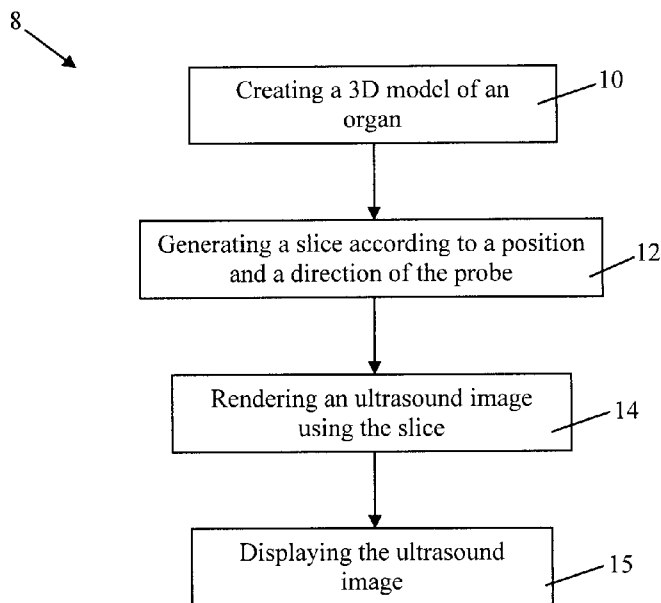 8
Creating a 3D model of an
organ
10
Generating a slice according to a position
and a direction of the probe
12
Rendering an ultrasound image
using the slice
14
Displaying the ultrasound
image
15